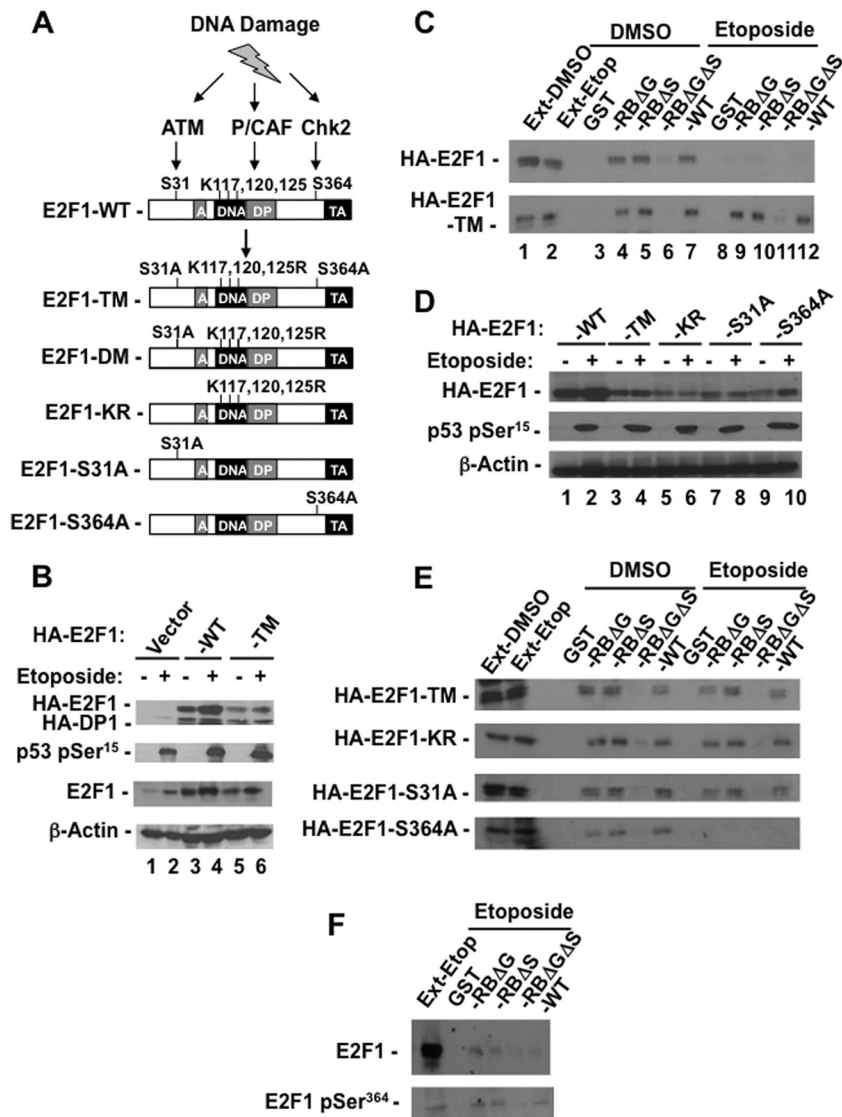 A
DNA Damage
ATM P/CAF Chk2
S31 K117,120,125 S364
E2F1-WT - A DNA DP TA
S31A K117,120,125R S364A
E2F1-TM - A DNA DP TA
S31A K117,120,125R
E2F1-DM - A DNA DP TA
K117,120,125R
E2F1-KR - A DNA DP TA
S31A
E2F1-S31A - A DNA DP TA
S364A
E2F1-S364A - A DNA DP TA
B
HA-E2F1: Vector -WT -TM
Etoposide: - + - + - +
HA-E2F1 -
HA-DP1 -
p53 pSer15 -
E2F1 -
β-Actin -
1 2 3 4 5 6
C
DMSO Etoposide
Ext-DMSO Ext-Etop GST -RBΔG -RBΔS -RBΔGΔS -WT GST -RBΔG -RBΔS -RBΔGΔS -WT
HA-E2F1 -
HA-E2F1
-TM -
1 2 3 4 5 6 7 8 9 10 11 12
D
HA-E2F1: -WT -TM -KR -S31A -S364A
Etoposide: - + - + - + - + - +
HA-E2F1 -
p53 pSer15 -
β-Actin -
1 2 3 4 5 6 7 8 9 10
E
DMSO Etoposide
Ext-DMSO Ext-Etop GST -RBΔG -RBΔS -RBΔGΔS -WT GST -RBΔG -RBΔS -RBΔGΔS -WT
HA-E2F1-TM -
HA-E2F1-KR -
HA-E2F1-S31A -
HA-E2F1-S364A -
F
Etoposide
Ext-Etop GST -RBΔG -RBΔS -RBΔGΔS -WT
E2F1 -
E2F1 pSer364 -